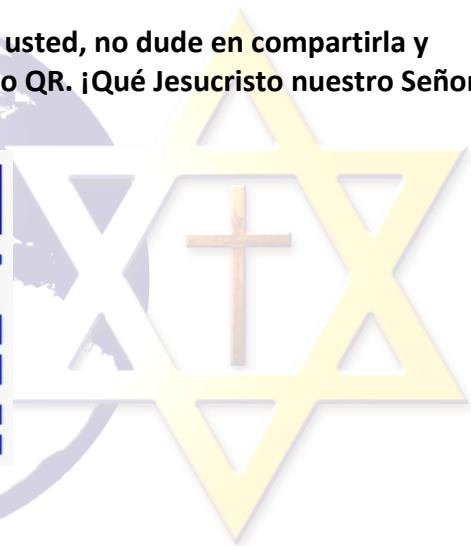 usted, no dude en compartirla y
o QR. ¡Qué Jesucristo nuestro Señor